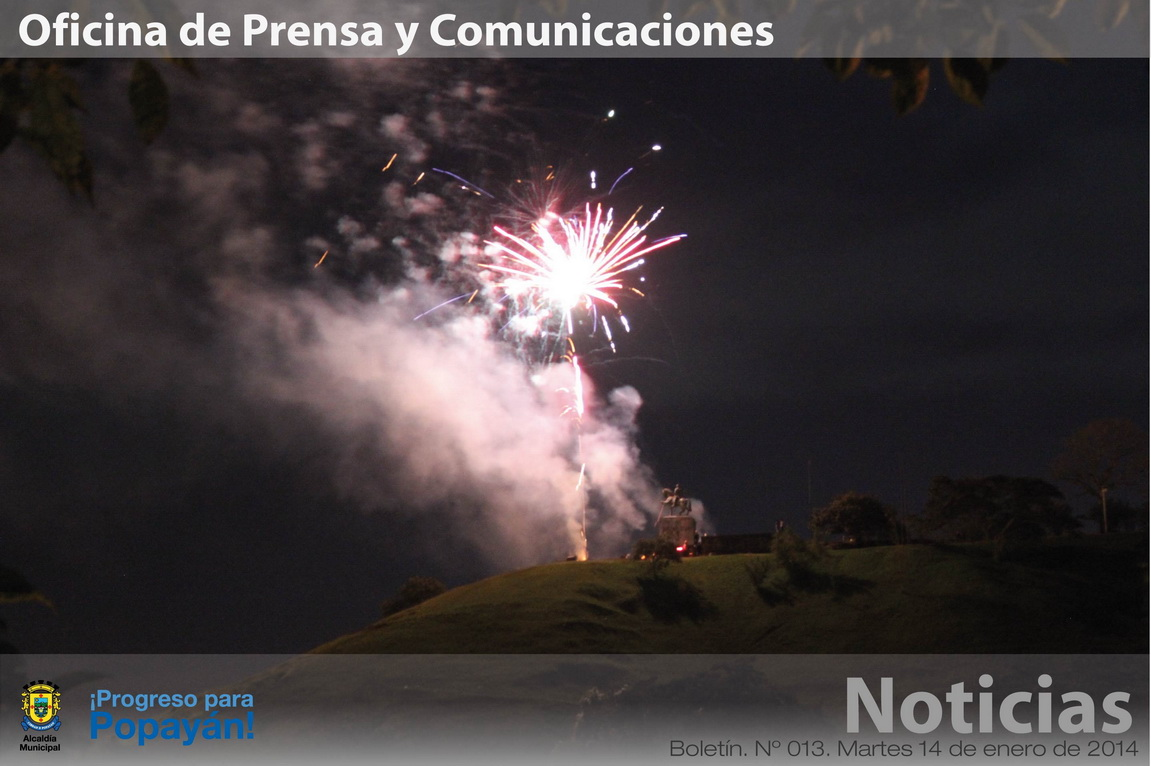 Oficina de Prensa y Comunicaciones
¡Progreso para
Popayán!
Alcaldía
Municipal
Noticias
Boletín. Nº 013. Martes 14 de enero de 2014